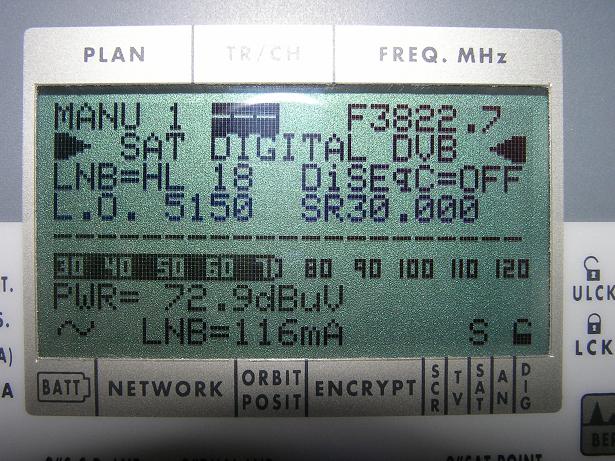 PLAN TR/CH FREQ. MHz
MANU 1 F3822.7
SAT DIGITAL DVB
LNB=HL 18 DiSEqC=OFF
L.O. 5150 SR30.000
30 40 50 60 70 80 90 100 110 120
PWR= 72.9dBuV
LNB=116mA S
BATT NETWORK ORBIT POSIT ENCRYPT SCR TV SAT AN DIG
ULCK
LCK